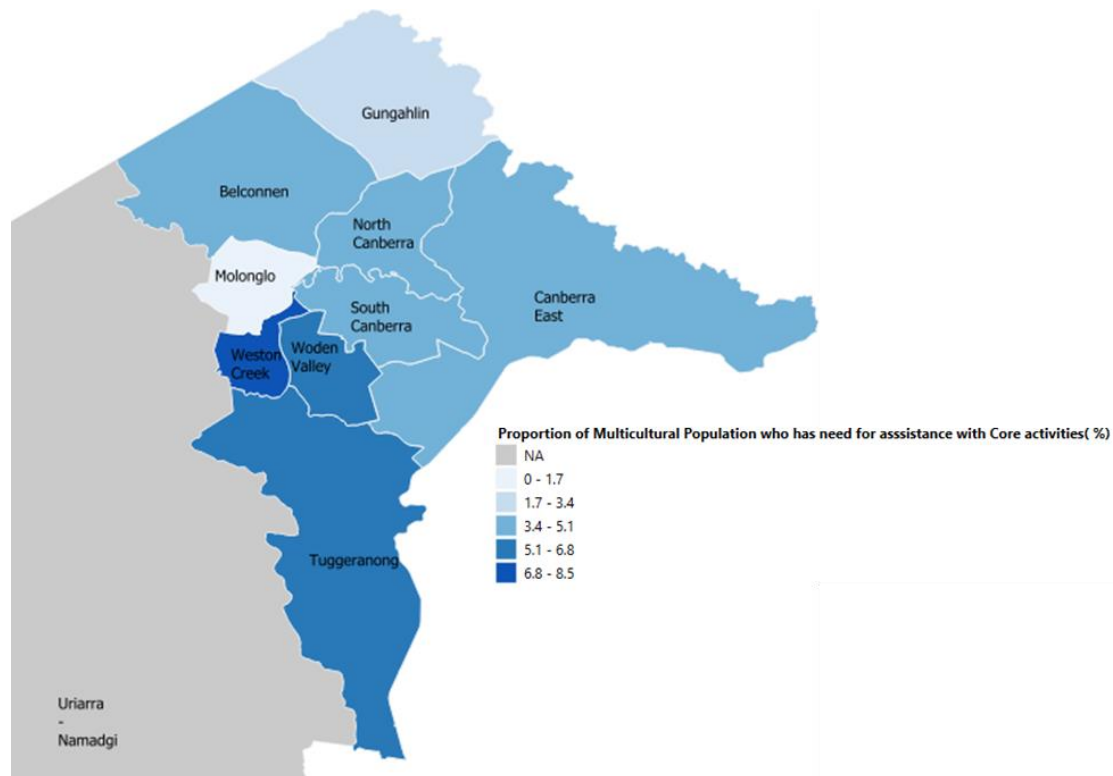 Gungahlin
Belconnen
North
Canberra
Molonglo
Canberra
East
South
Canberra
Weston
Creek
Woden
Valley
Proportion of Multicultural Population who has need for asssistance with Core activities( %)
NA
0 - 1.7
1.7 - 3.4
3.4 - 5.1
5.1 - 6.8
6.8 - 8.5
Tuggeranong
Uriarra
-
Namadgi